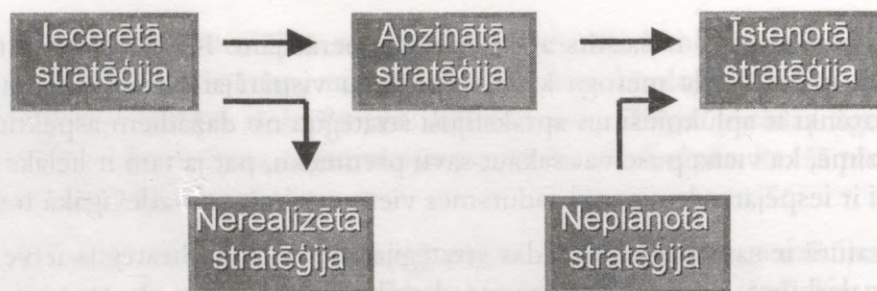 Iecerētā
stratēģija
Apzinātā
stratēģija
Īstenotā
stratēģija
Nerealizētā
stratēģija
Neplānotā
stratēģija